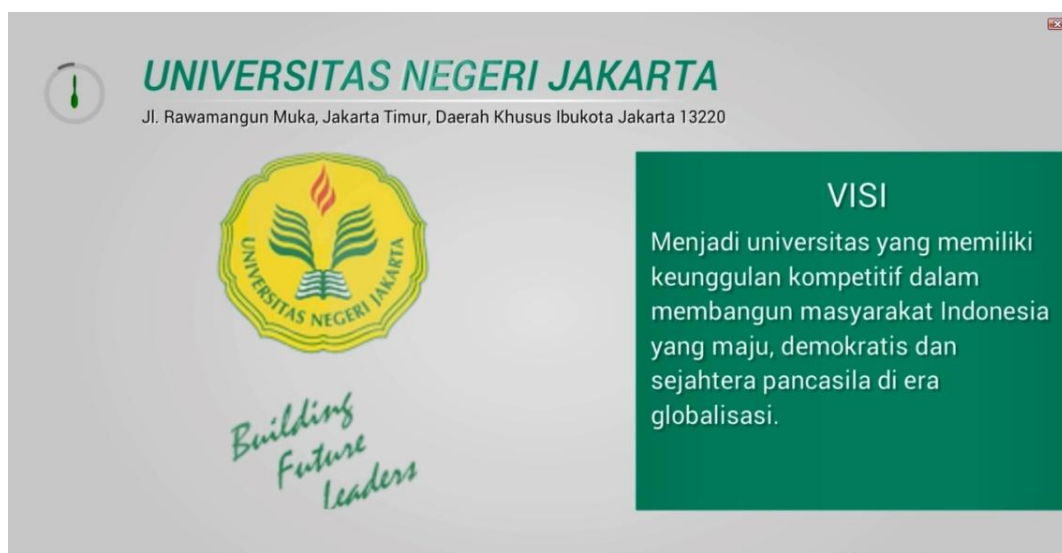 UNIVERSITAS NEGERI JAKARTA
Jl. Rawamangun Muka, Jakarta Timur, Daerah Khusus Ibukota Jakarta 13220
UNIVERSITAS NEGERI JAKARTA
Building
Future
Leaders
VISI
Menjadi universitas yang memiliki
keunggulan kompetitif dalam
membangun masyarakat Indonesia
yang maju, demokratis dan
sejahtera pancasila di era
globalisasi.